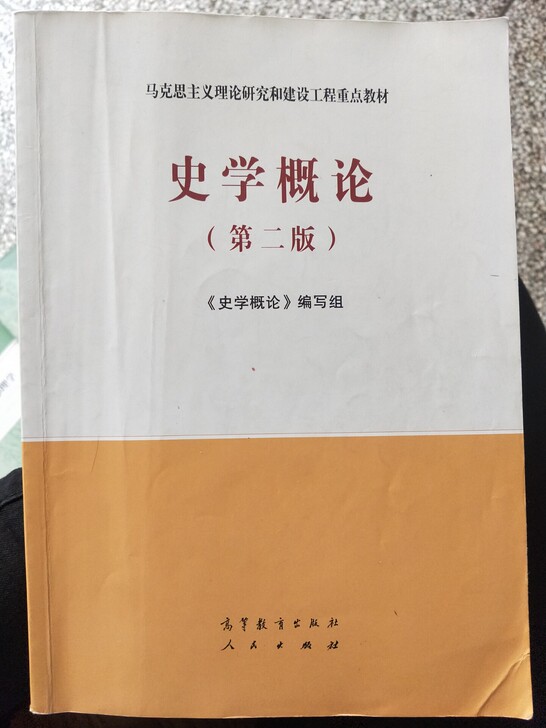 马克思主义理论研究和建设工程重点教材
史学概论
（第二版）
《史学概论》编写组
高等教育出版社
人民出版社